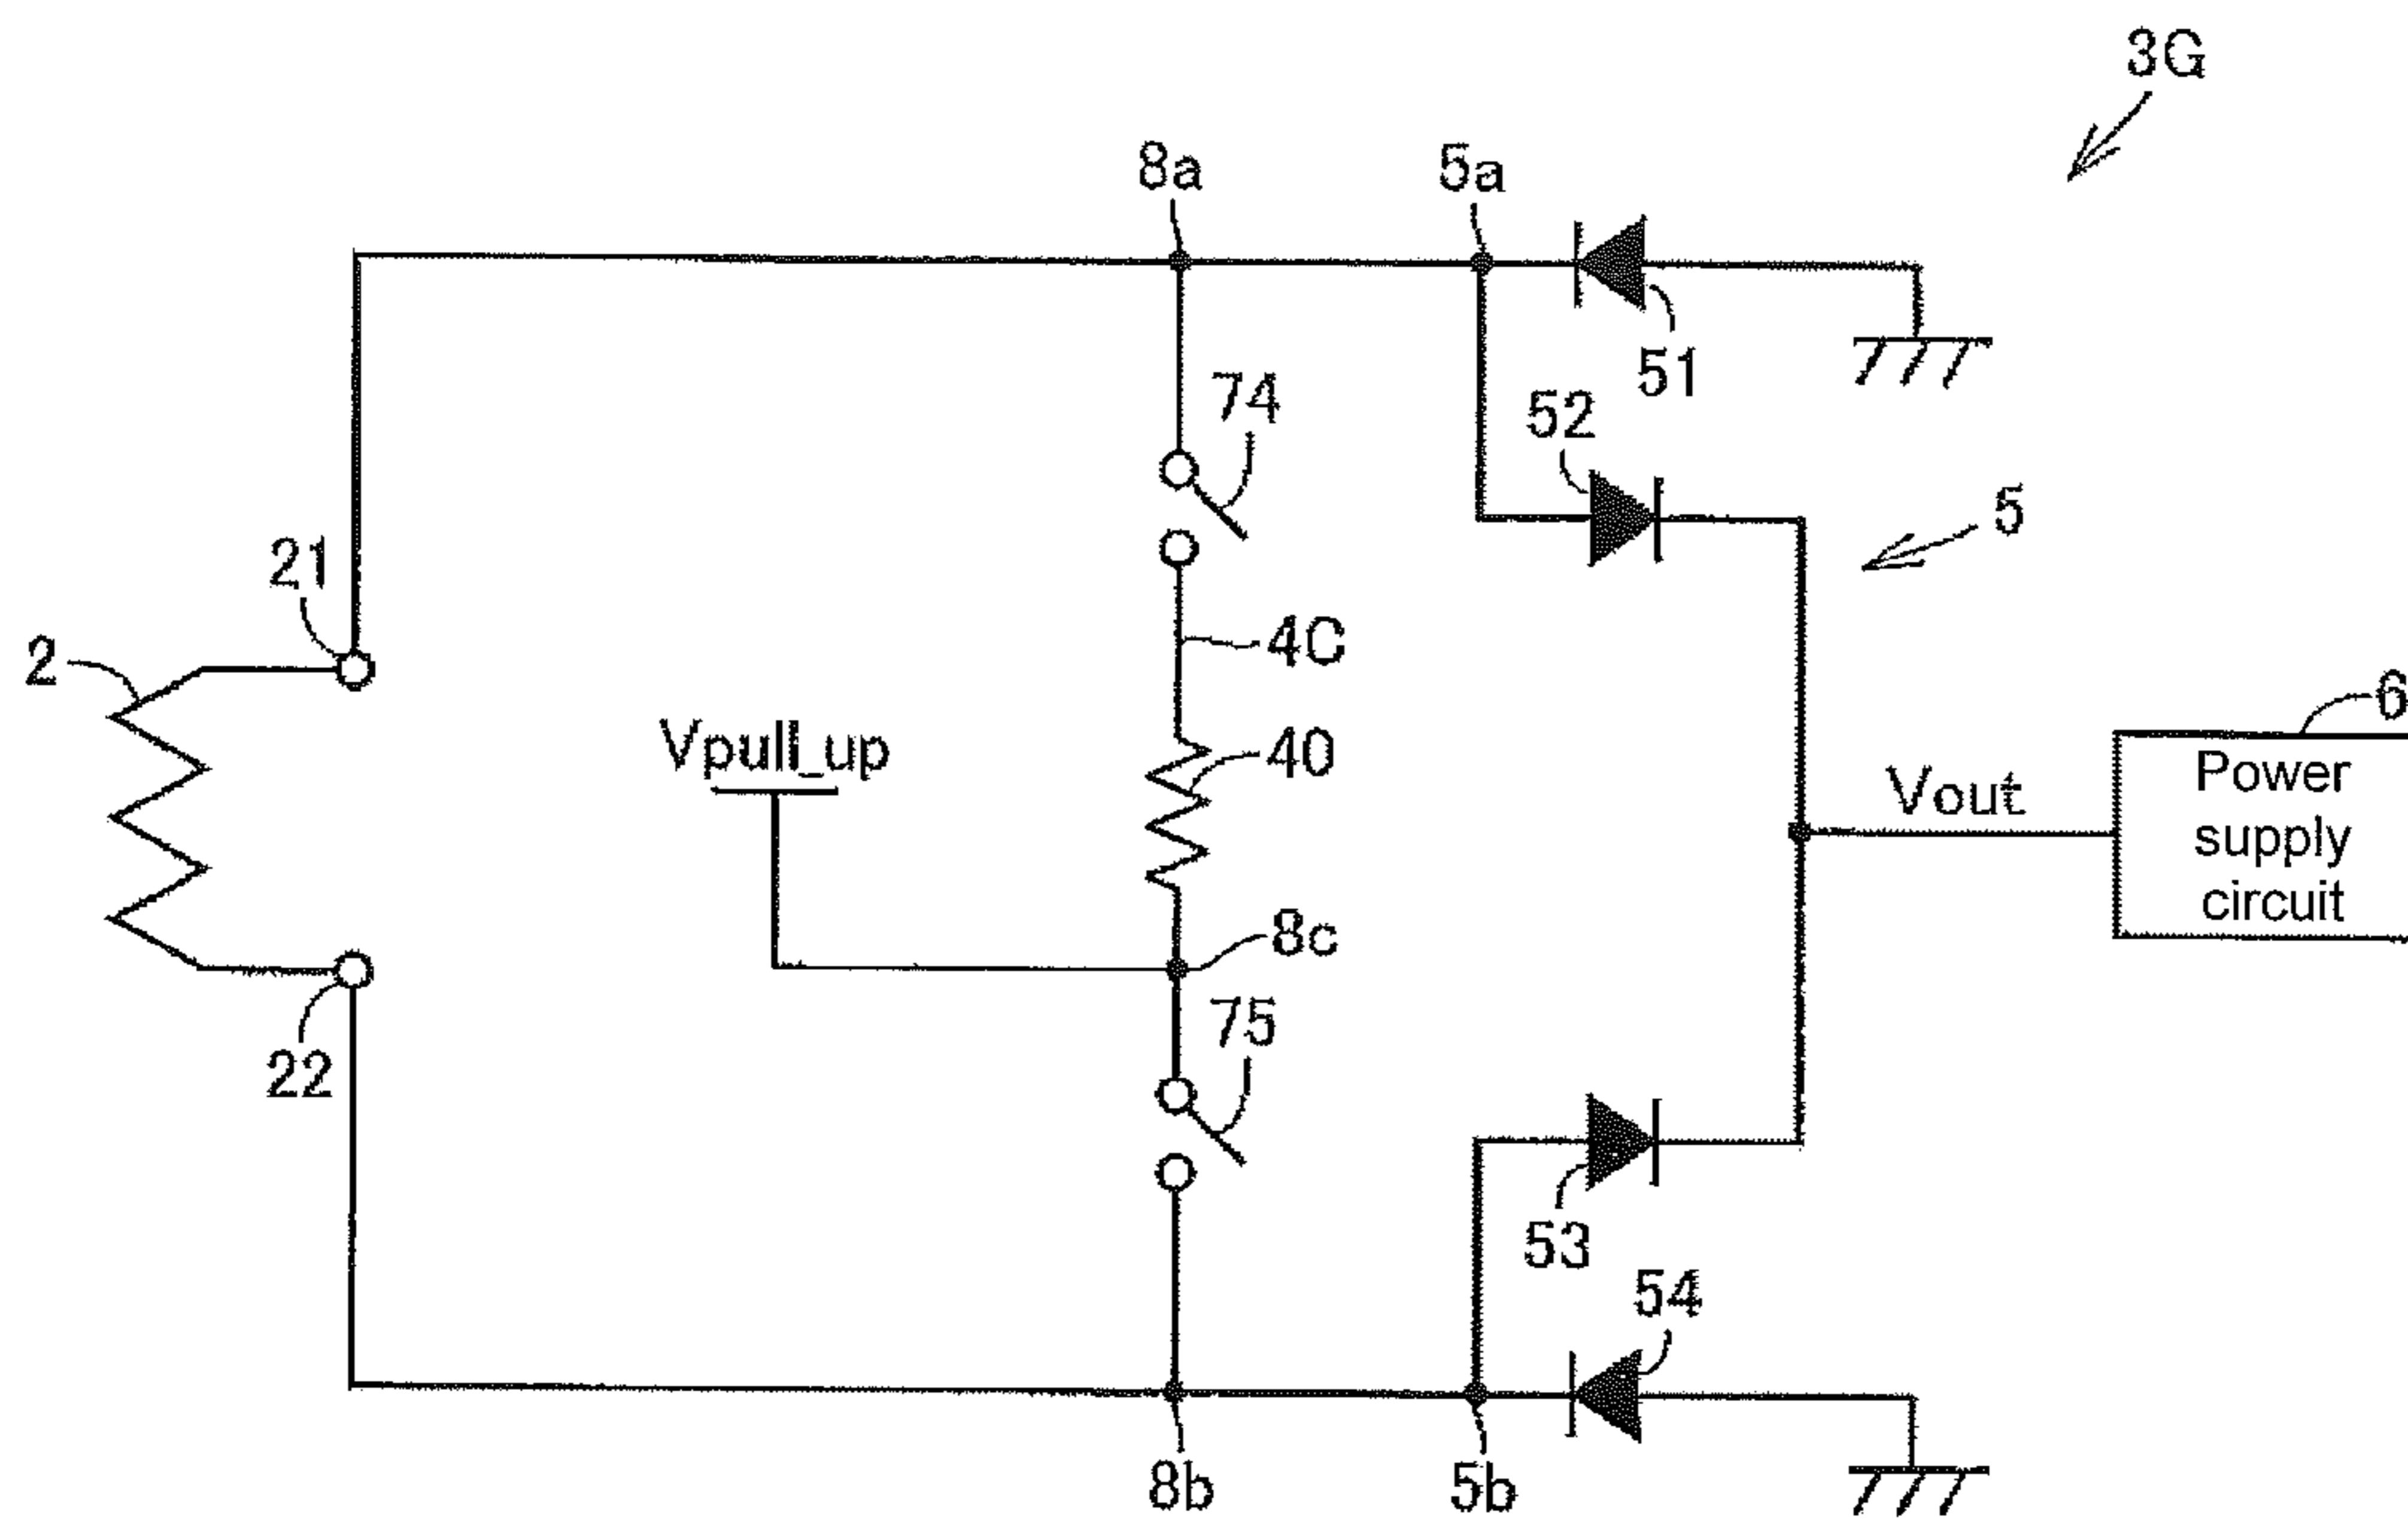 3G
8a
5a
51
74
52
5
21
4C
2
6
40
Vpull_up
Power
supply
circuit
Vout
8c
75
22
53
54
8b
5b